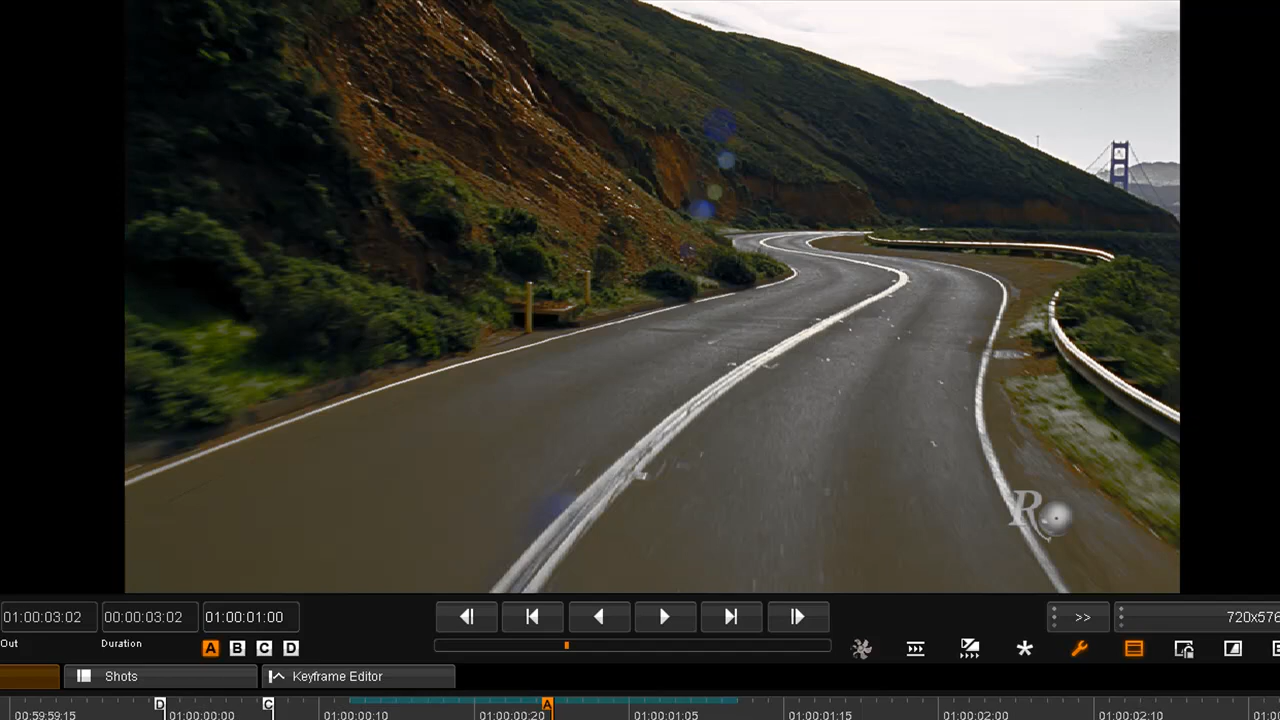 R
01:00:03:02 00:00:03:02 01:00:01:00 >> 720x576
Out Duration A B C D
Shots Keyframe Editor
D C A
00:59:59:15 01:00:00:00 01:00:00:10 01:00:00:20 01:00:01:05 01:00:01:15 01:00:02:00 01:00:02:10